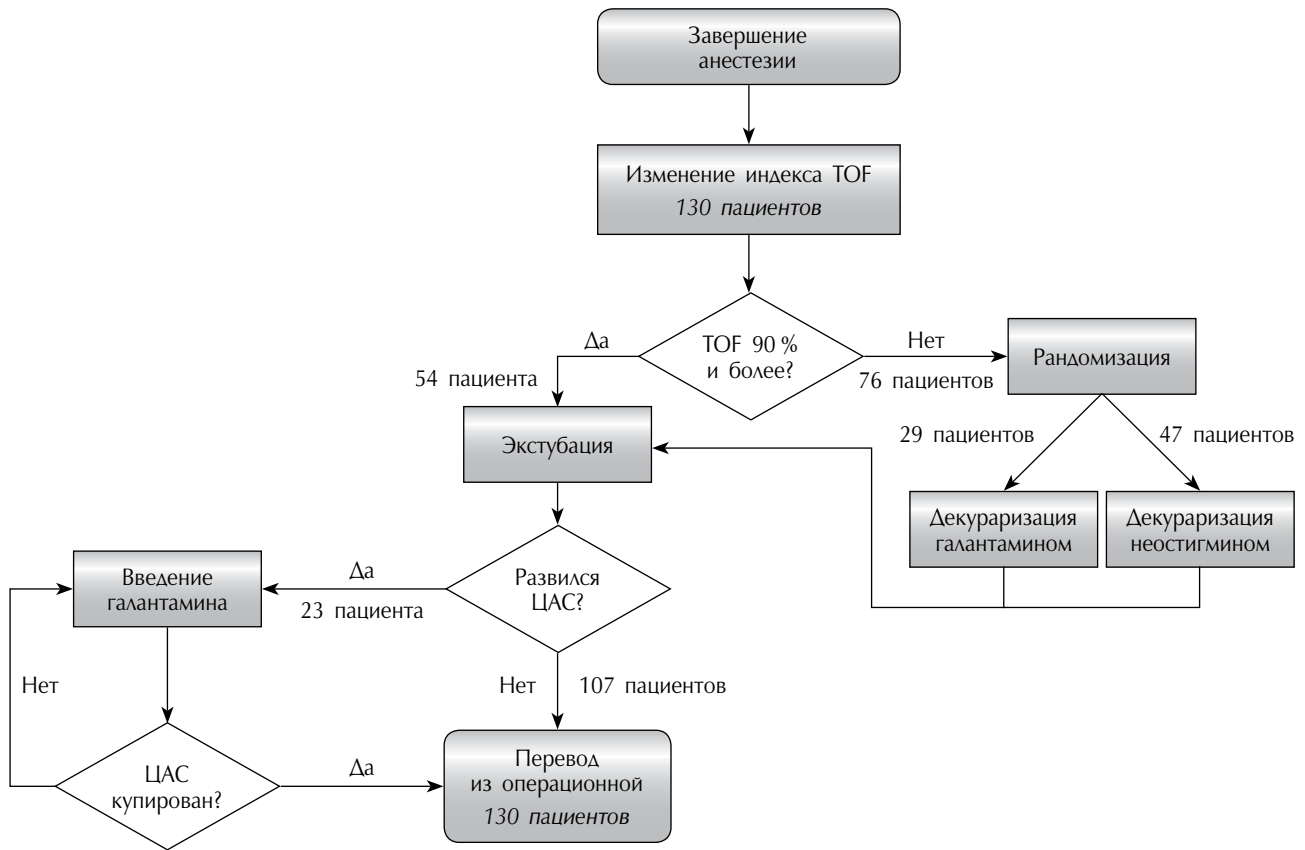 Завершение
анестезии
Изменение индекса TOF
130 пациентов
TOF 90 %
и более?
Да
54 пациента
Нет
76 пациентов
Рандомизация
29 пациентов
47 пациентов
Декураризация
галантамином
Декураризация
неостигмином
Экстубация
Развился
ЦАС?
Да
23 пациента
Введение
галантамина
Нет
107 пациентов
Нет
ЦАС
купирован?
Да
Перевод
из операционной
130 пациентов